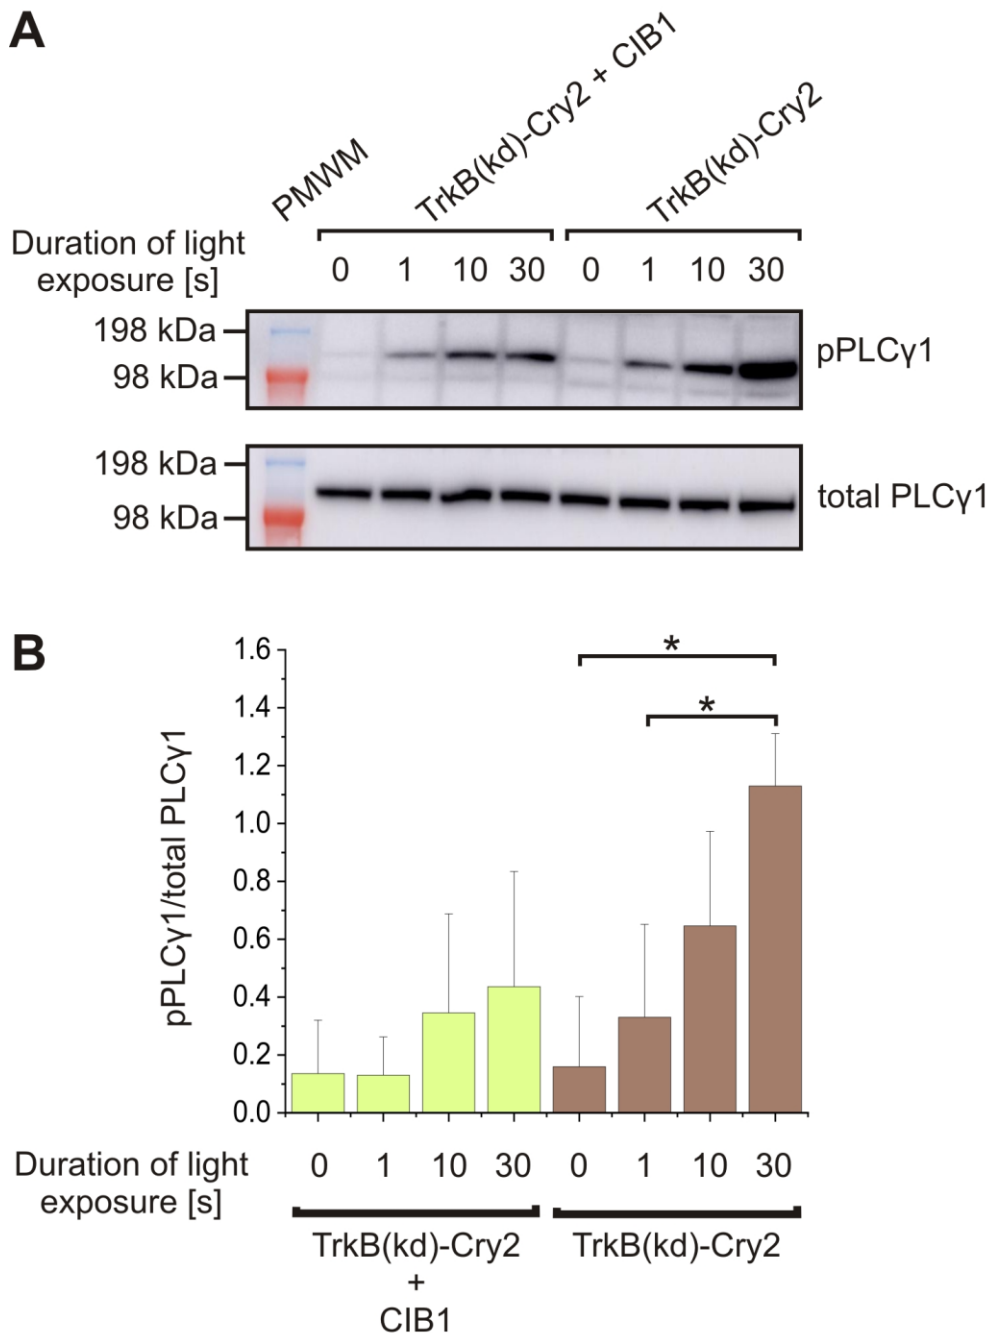 A
PMWM
TrkB(kd)-Cry2 + CIB1
TrkB(kd)-Cry2
Duration of light
exposure [s]
0 1 10 30 0 1 10 30
198 kDa
98 kDa
pPLCγ1
198 kDa
98 kDa
total PLCγ1
B
pPLCγ1/total PLCγ1
1.6
1.4
1.2
1.0
0.8
0.6
0.4
0.2
0.0
*
*
Duration of light
exposure [s]
0 1 10 30 0 1 10 30
TrkB(kd)-Cry2
+
CIB1
TrkB(kd)-Cry2